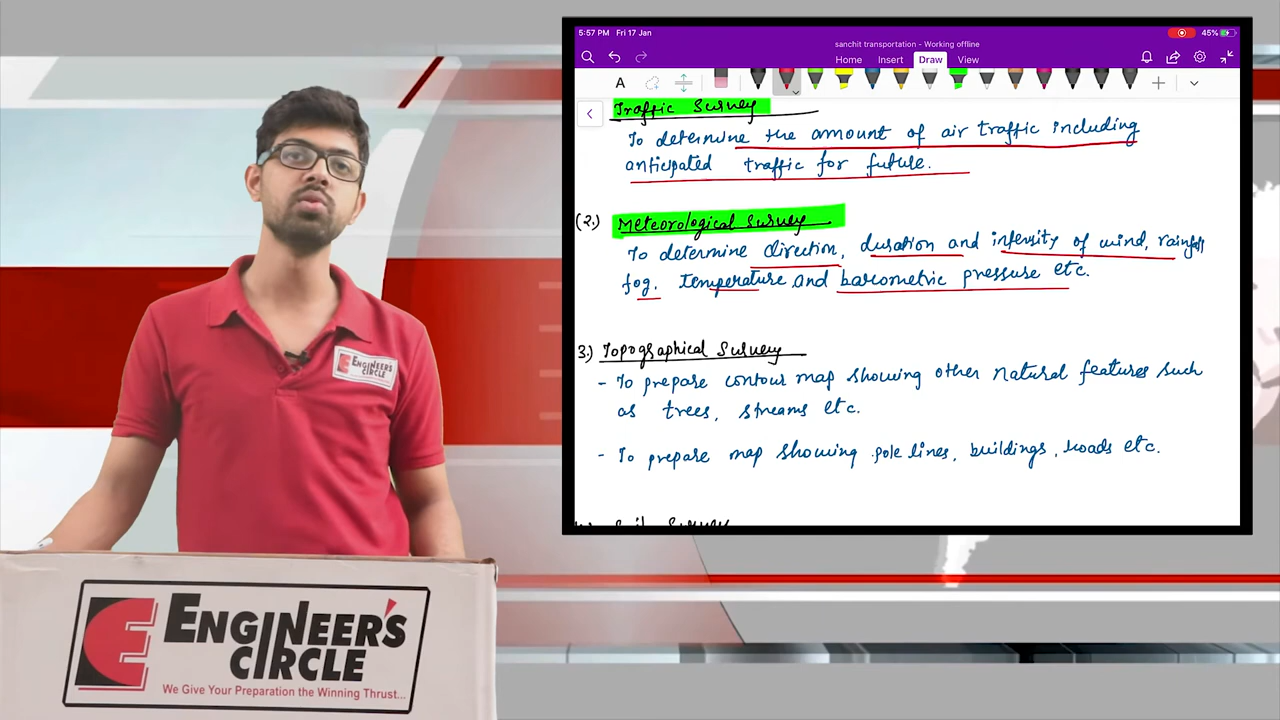 5:57 PM Fri 17 Jan
45%
sanchit transportation - Working offline
Home Insert Draw View
A
Traffic Survey
To determine the amount of air traffic including
anticipated traffic for future.
(2.) Meteorological Survey
To determine direction, duration and intensity of wind, rainfall
fog, temperature and barometric pressure etc.
3.) Topographical Survey
- To prepare contour map showing other natural features such
as trees, streams etc.
- To prepare map showing pole lines, buildings, roads etc.
Soil Survey
ENGINEER'S
CIRCLE
E ENGINEER'S
CIRCLE
We Give Your Preparation the Winning Thrust...